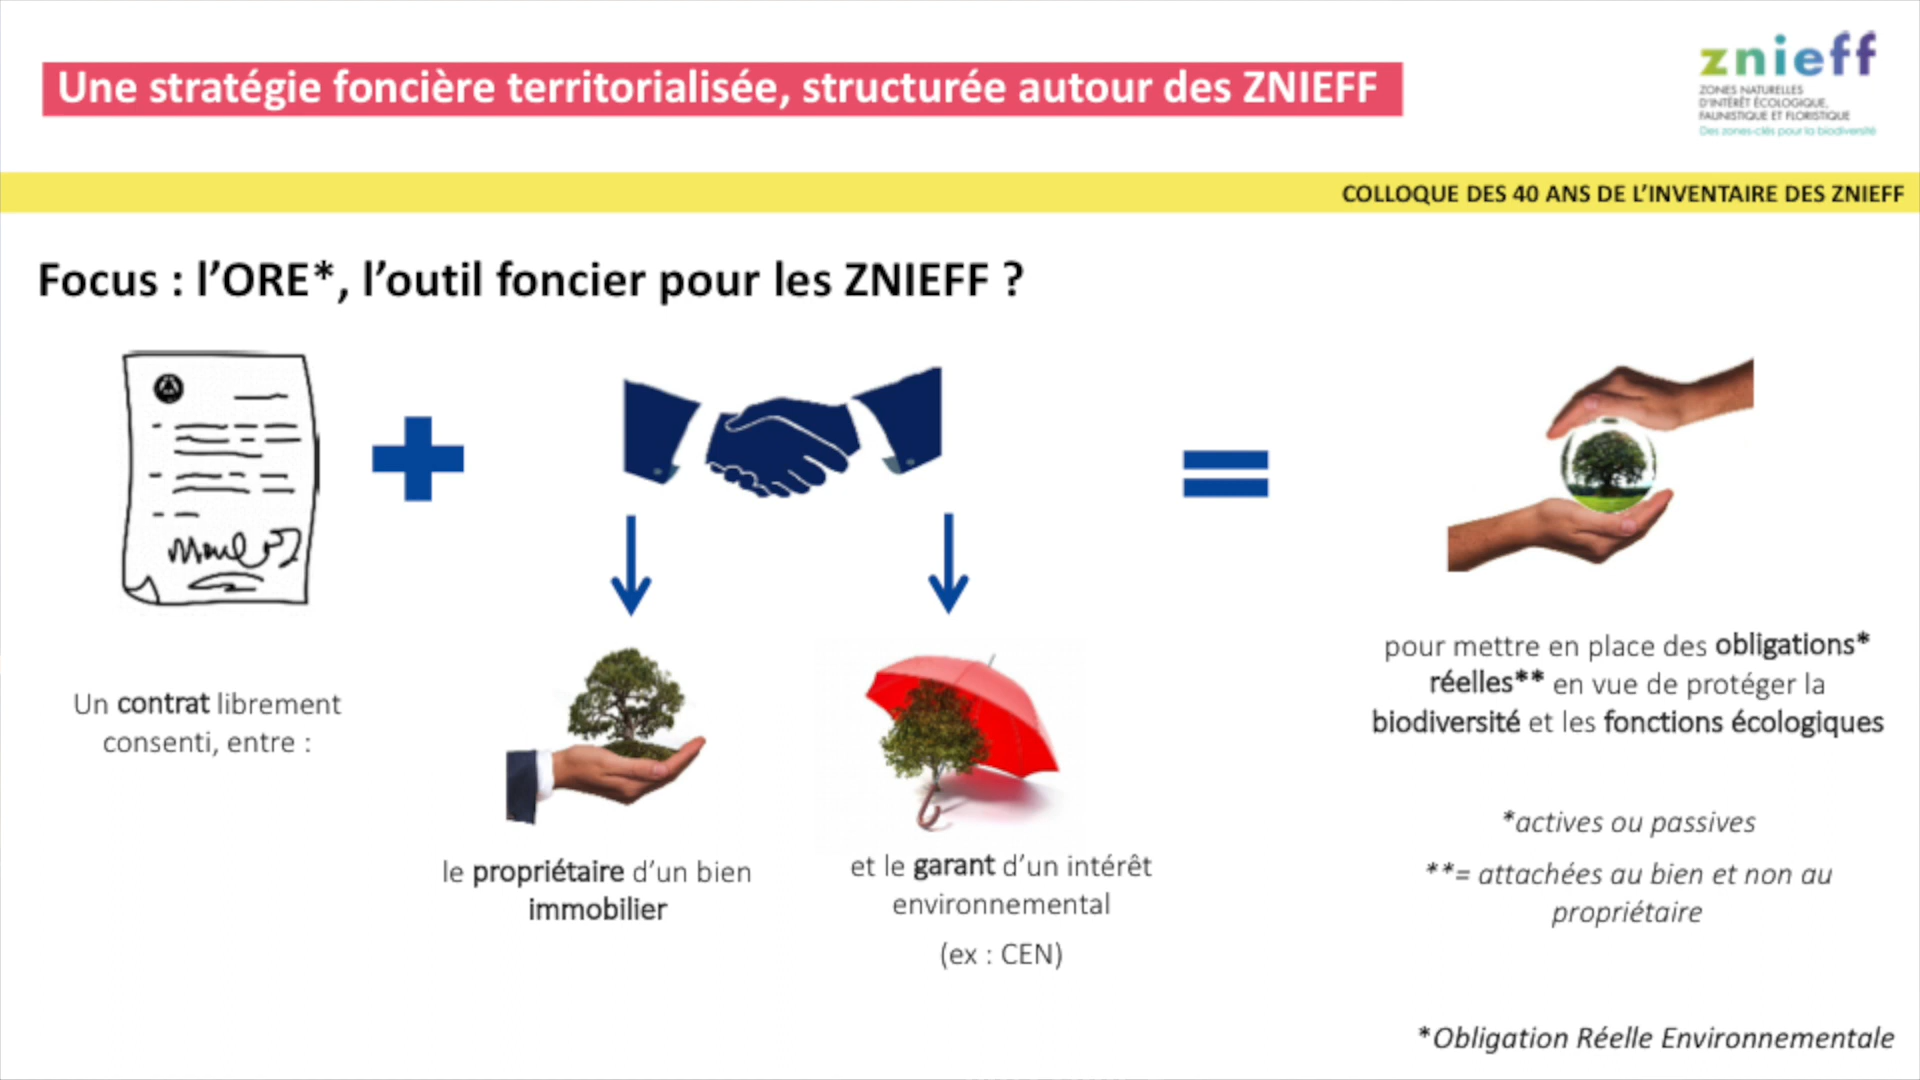 Une stratégie foncière territorialisée, structurée autour des ZNIEFF
znieff
ZONES NATURELLES
D'INTÉRÊT ÉCOLOGIQUE,
FAUNISTIQUE ET FLORISTIQUE
Des zones-clés pour la biodiversité
COLLOQUE DES 40 ANS DE L'INVENTAIRE DES ZNIEFF
Focus : l'ORE*, l'outil foncier pour les ZNIEFF ?
Un contrat librement
consenti, entre :
le propriétaire d'un bien
immobilier
et le garant d'un intérêt
environnemental
(ex : CEN)
pour mettre en place des obligations*
réelles** en vue de protéger la
biodiversité et les fonctions écologiques
*actives ou passives
**= attachées au bien et non au
propriétaire
*Obligation Réelle Environnementale